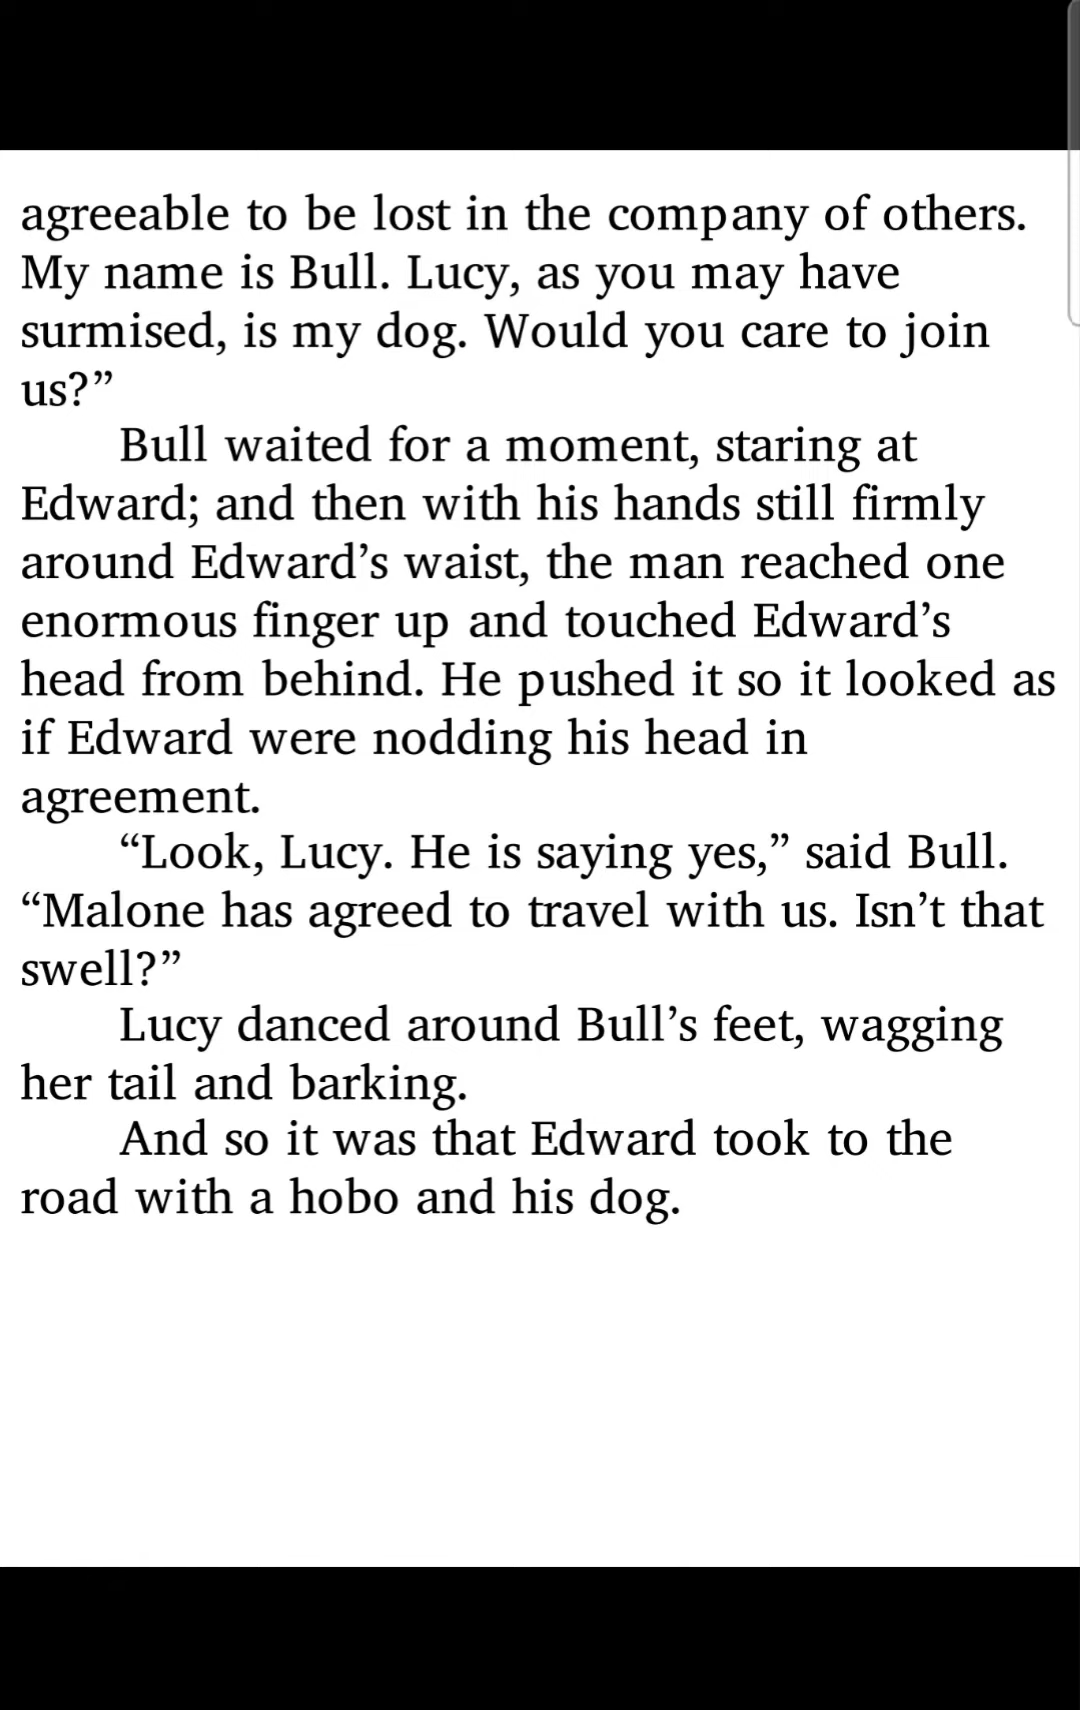 agreeable to be lost in the company of others.
My name is Bull. Lucy, as you may have
surmised, is my dog. Would you care to join
us?”
Bull waited for a moment, staring at
Edward; and then with his hands still firmly
around Edward’s waist, the man reached one
enormous finger up and touched Edward’s
head from behind. He pushed it so it looked as
if Edward were nodding his head in
agreement.
“Look, Lucy. He is saying yes,” said Bull.
“Malone has agreed to travel with us. Isn’t that
swell?”
Lucy danced around Bull’s feet, wagging
her tail and barking.
And so it was that Edward took to the
road with a hobo and his dog.